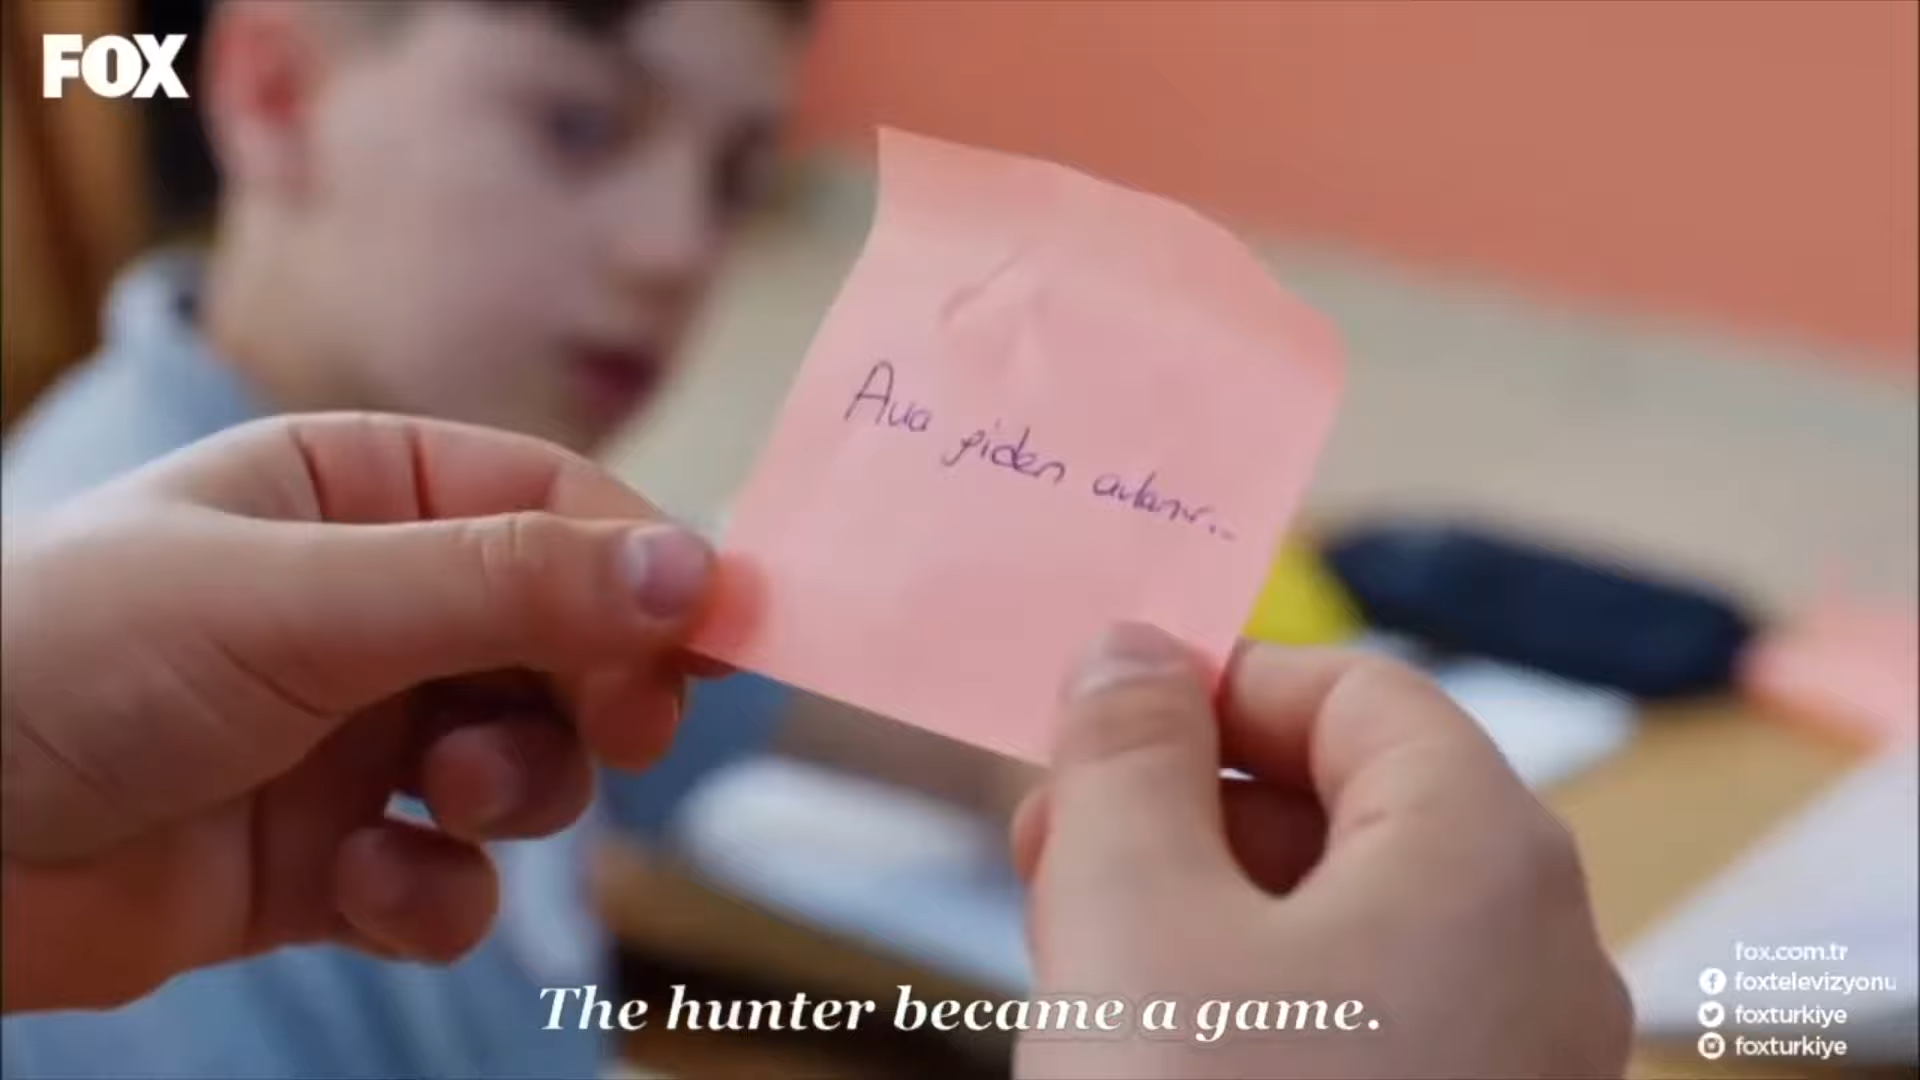 FOX
Ava giden avlanır...
The hunter became a game.
fox.com.tr
foxtelevizyonu
foxturkiye
foxturkiye